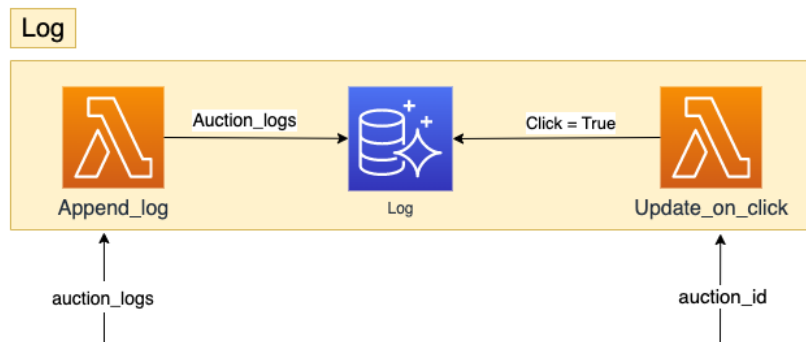 Log
Auction_logs
Click = True
Append_log
Log
Update_on_click
auction_logs
auction_id